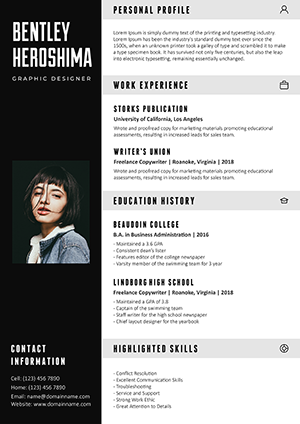 BENTLEY
HEROSHIMA
GRAPHIC DESIGNER
PERSONAL PROFILE
Lorem Ipsum is simply dummy text of the printing and typesetting industry.
Lorem Ipsum has been the industry's standard dummy text ever since the
1500s, when an unknown printer took a galley of type and scrambled it to make
a type specimen book. It has survived not only five centuries, but also the leap
into electronic typesetting, remaining essentially unchanged.
WORK EXPERIENCE
STORKS PUBLICATION
University of California, Los Angeles
Wrote and proofread copy for marketing materials promoting educational
assessments, resulting in increased leads for sales team.
WRITER'S UNION
Freelance Copywriter | Roanoke, Virginia | 2018
Wrote and proofread copy for marketing materials promoting educational
assessments, resulting in increased leads for sales team.
EDUCATION HISTORY
BEAUDOIN COLLEGE
B.A. in Business Administration | 2016
- Maintained a 3.6 GPA
- Consistent dean's lister
- Features editor of the college newspaper
- Varsity member of the swimming team for 3 year
LINDBORG HIGH SCHOOL
Freelance Copywriter | Roanoke, Virginia | 2018
- Maintained a GPA of 3.8
- Captain of the swimming team
- Staff writer for the high school newspaper
- Chief layout designer for the yearbook
CONTACT
INFORMATION
Cell: (123) 456 7890
Home: (123) 456 7890
Email: name@domainname.com
Website: www.domainname.com
HIGHLIGHTED SKILLS
- Conflict Resolution
- Excellent Communication Skills
- Troubleshooting
- Service and Support
- Strong Work Ethic
- Great Attention to Details